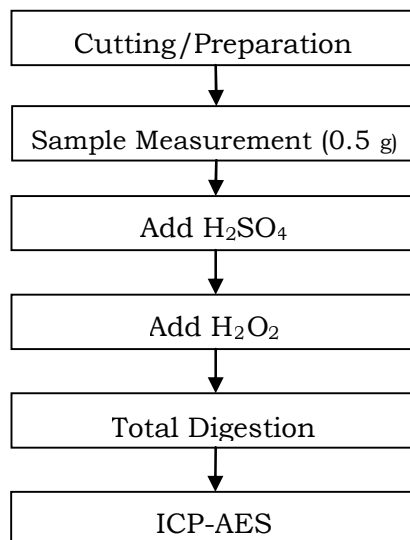 Cutting/Preparation
Sample Measurement (0.5 g)
Add H₂SO₄
Add H₂O₂
Total Digestion
ICP-AES